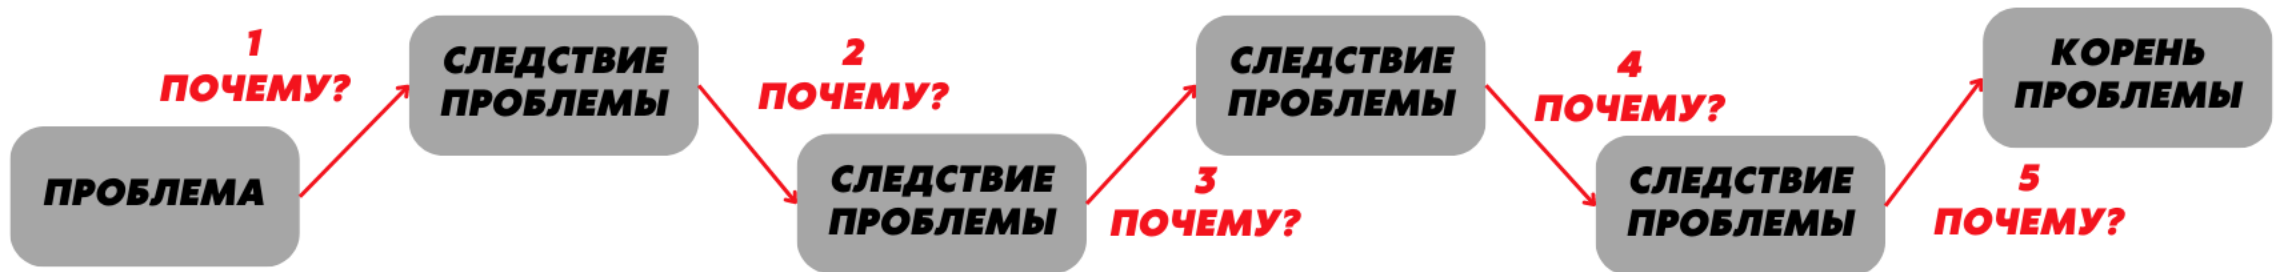 ПРОБЛЕМА
1
ПОЧЕМУ?
СЛЕДСТВИЕ
ПРОБЛЕМЫ
2
ПОЧЕМУ?
СЛЕДСТВИЕ
ПРОБЛЕМЫ
3
ПОЧЕМУ?
СЛЕДСТВИЕ
ПРОБЛЕМЫ
4
ПОЧЕМУ?
СЛЕДСТВИЕ
ПРОБЛЕМЫ
5
ПОЧЕМУ?
КОРЕНЬ
ПРОБЛЕМЫ